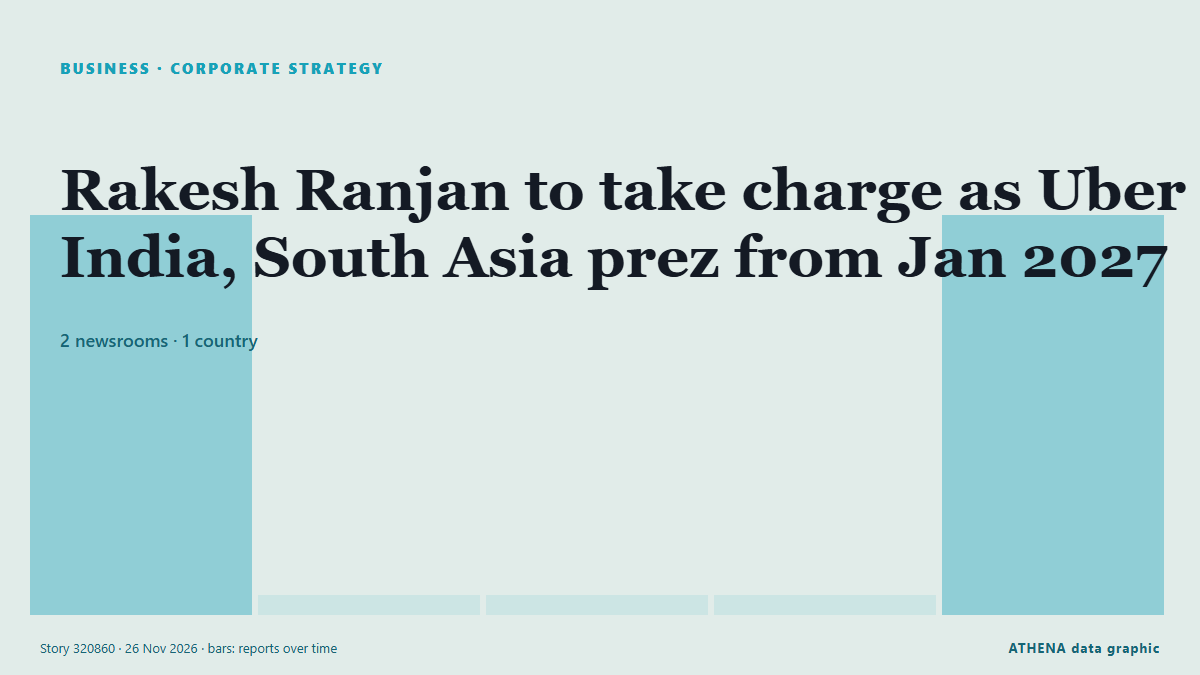 BUSINESS · CORPORATE STRATEGY
Rakesh Ranjan to take charge as Uber
India, South Asia prez from Jan 2027
2 newsrooms · 1 country
Story 320860 · 26 Nov 2026 · bars: reports over time
ATHENA data graphic